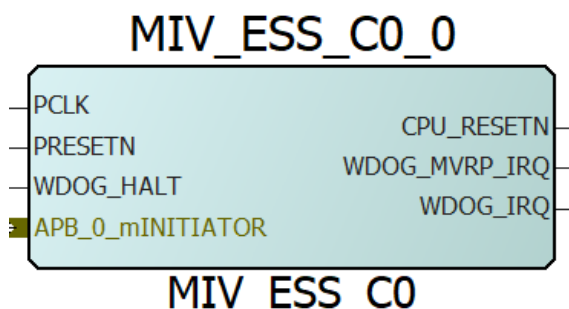 MIV_ESS_C0_0
PCLK
PRESETN
WDOG_HALT
APB_0_mINITIATOR
CPU_RESETN
WDOG_MVRP_IRQ
WDOG_IRQ
MIV_ESS_C0